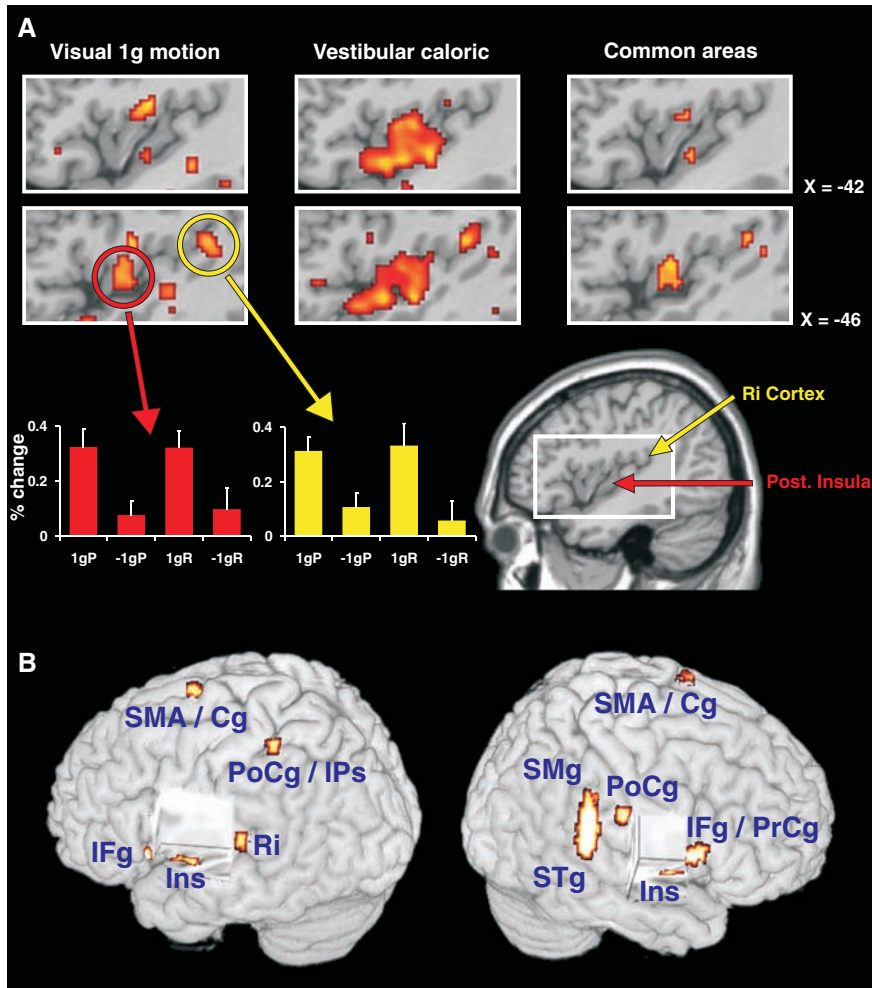 A
Visual 1g motion
Vestibular caloric
Common areas
X = -42
X = -46
Ri Cortex
Post. Insula
% change
0.4
0.2
0
1gP
-1gP
1gR
-1gR
0.4
0.2
0
1gP
-1gP
1gR
-1gR
B
SMA / Cg
PoCg / IPs
IFg
Ins
Ri
SMA / Cg
SMg
PoCg
IFg / PrCg
STg
Ins